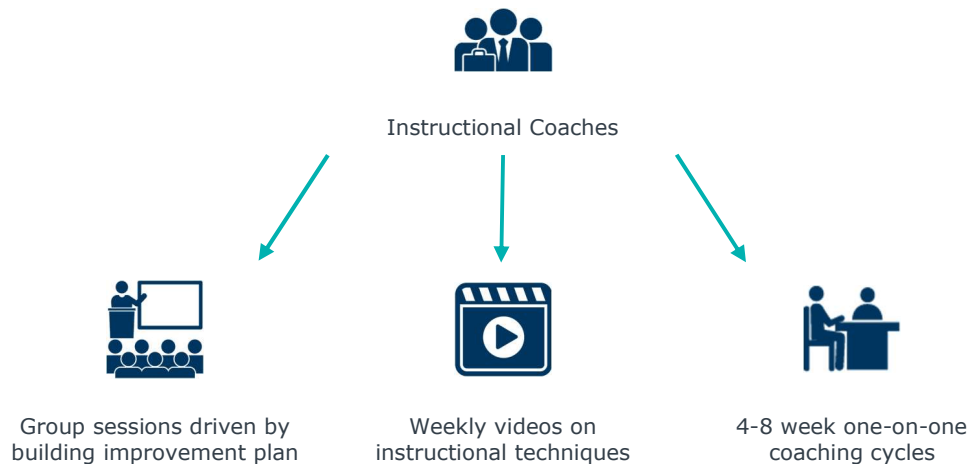 Instructional Coaches
Group sessions driven by
building improvement plan
Weekly videos on
instructional techniques
4-8 week one-on-one
coaching cycles